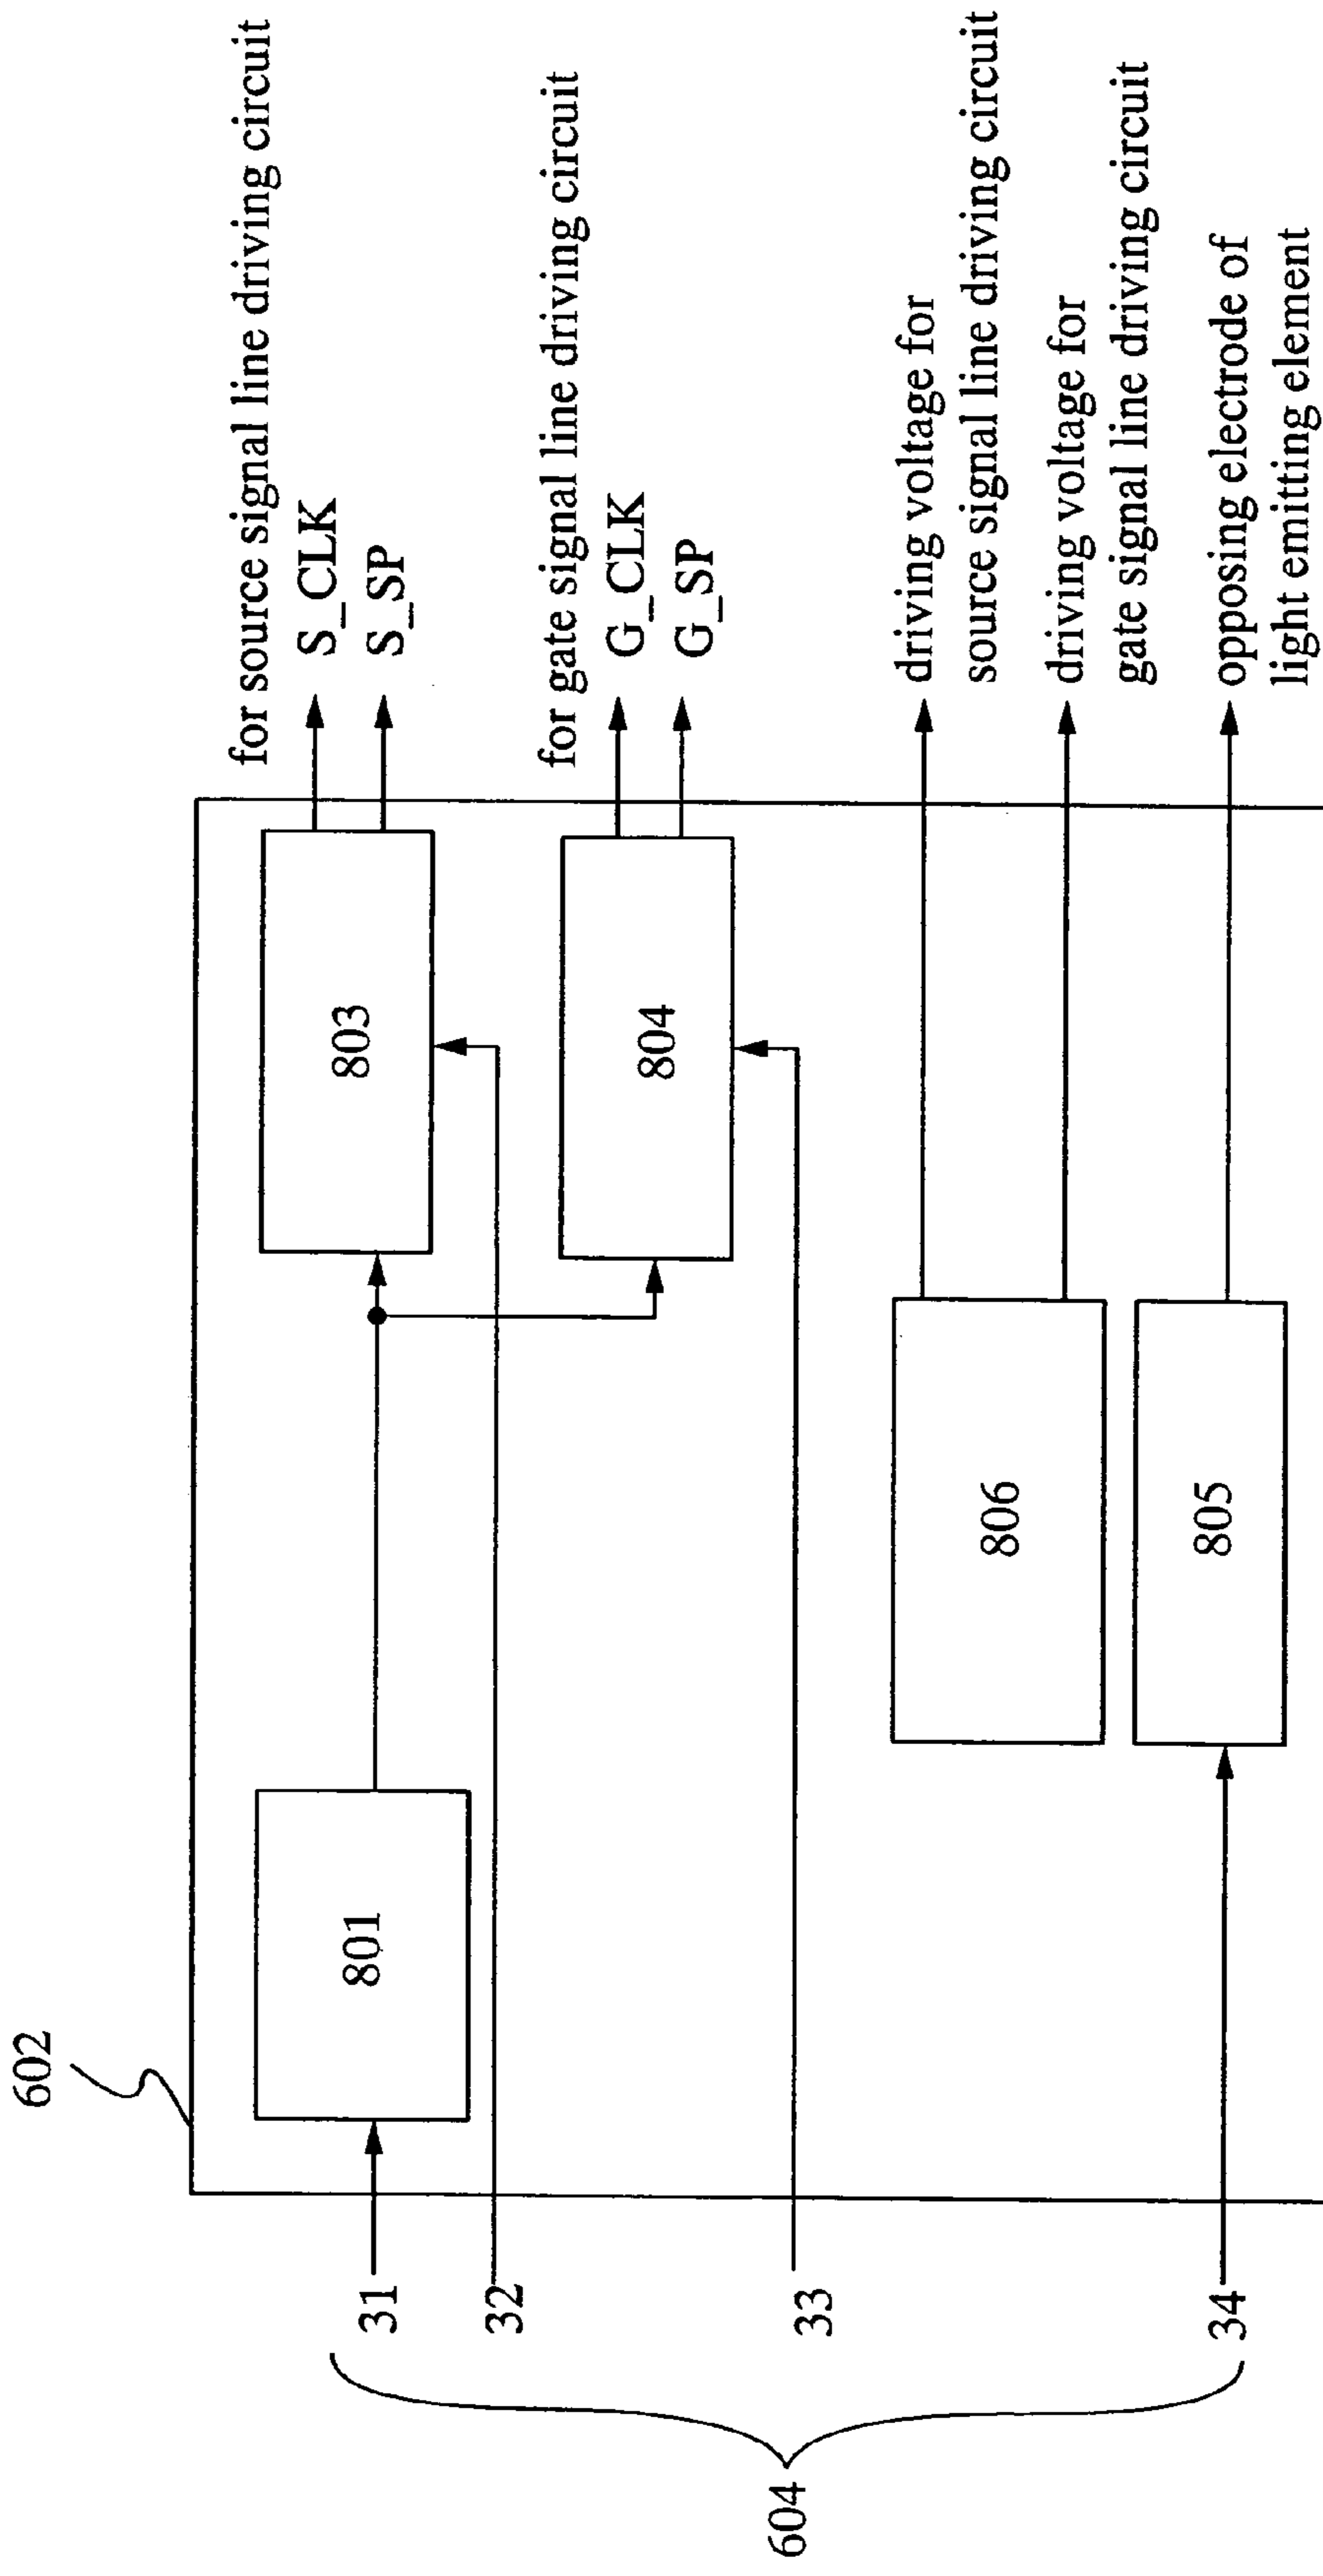 602
604
31
32
33
34
801
803
804
806
805
for source signal line driving circuit
S_CLK
S_SP
for gate signal line driving circuit
G_CLK
G_SP
driving voltage for
source signal line driving circuit
driving voltage for
gate signal line driving circuit
opposing electrode of
light emitting element